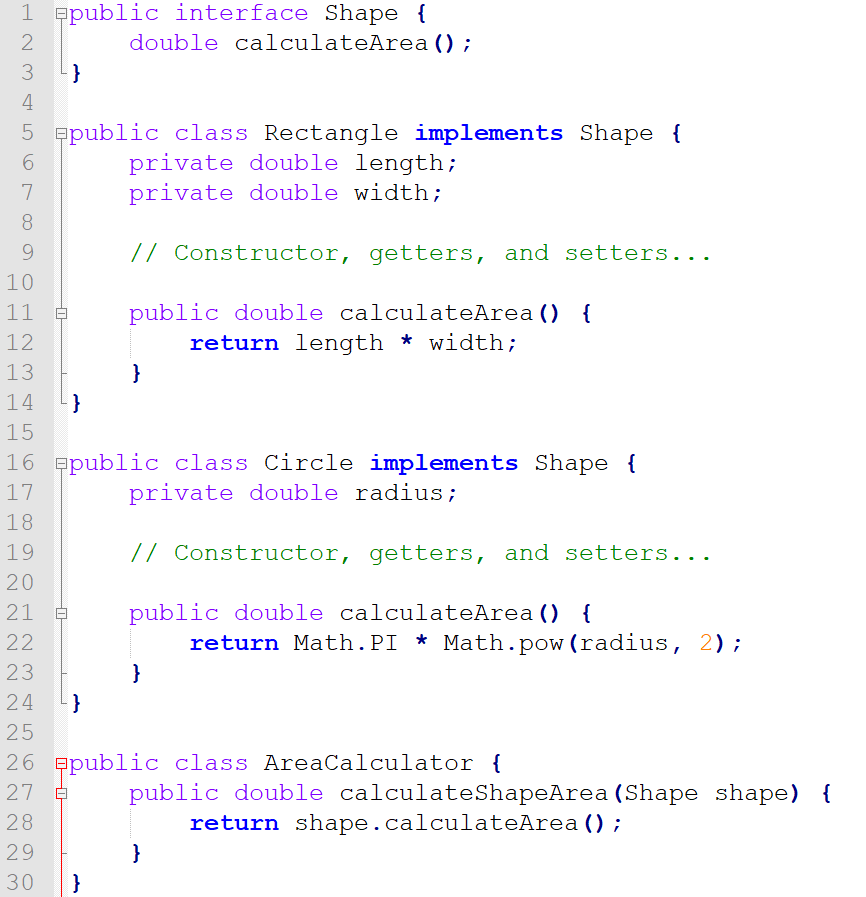 1 public interface Shape {
2     double calculateArea();
3 }
4
5 public class Rectangle implements Shape {
6     private double length;
7     private double width;
8
9     // Constructor, getters, and setters...
10
11     public double calculateArea() {
12         return length * width;
13     }
14 }
15
16 public class Circle implements Shape {
17     private double radius;
18
19     // Constructor, getters, and setters...
20
21     public double calculateArea() {
22         return Math.PI * Math.pow(radius, 2);
23     }
24 }
25
26 public class AreaCalculator {
27     public double calculateShapeArea(Shape shape) {
28         return shape.calculateArea();
29     }
30 }